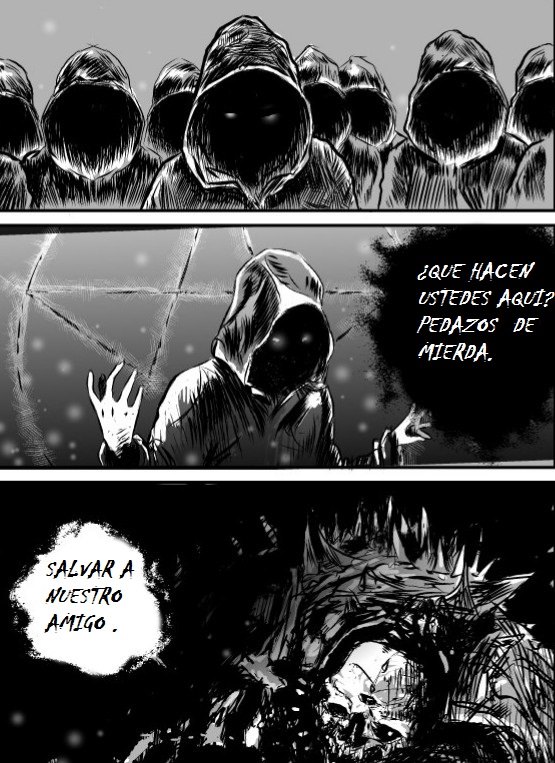 ¿QUE HACEN
USTEDES AQUI?
PEDAZOS DE
MIERDA.
SALVAR A
NUESTRO
AMIGO.